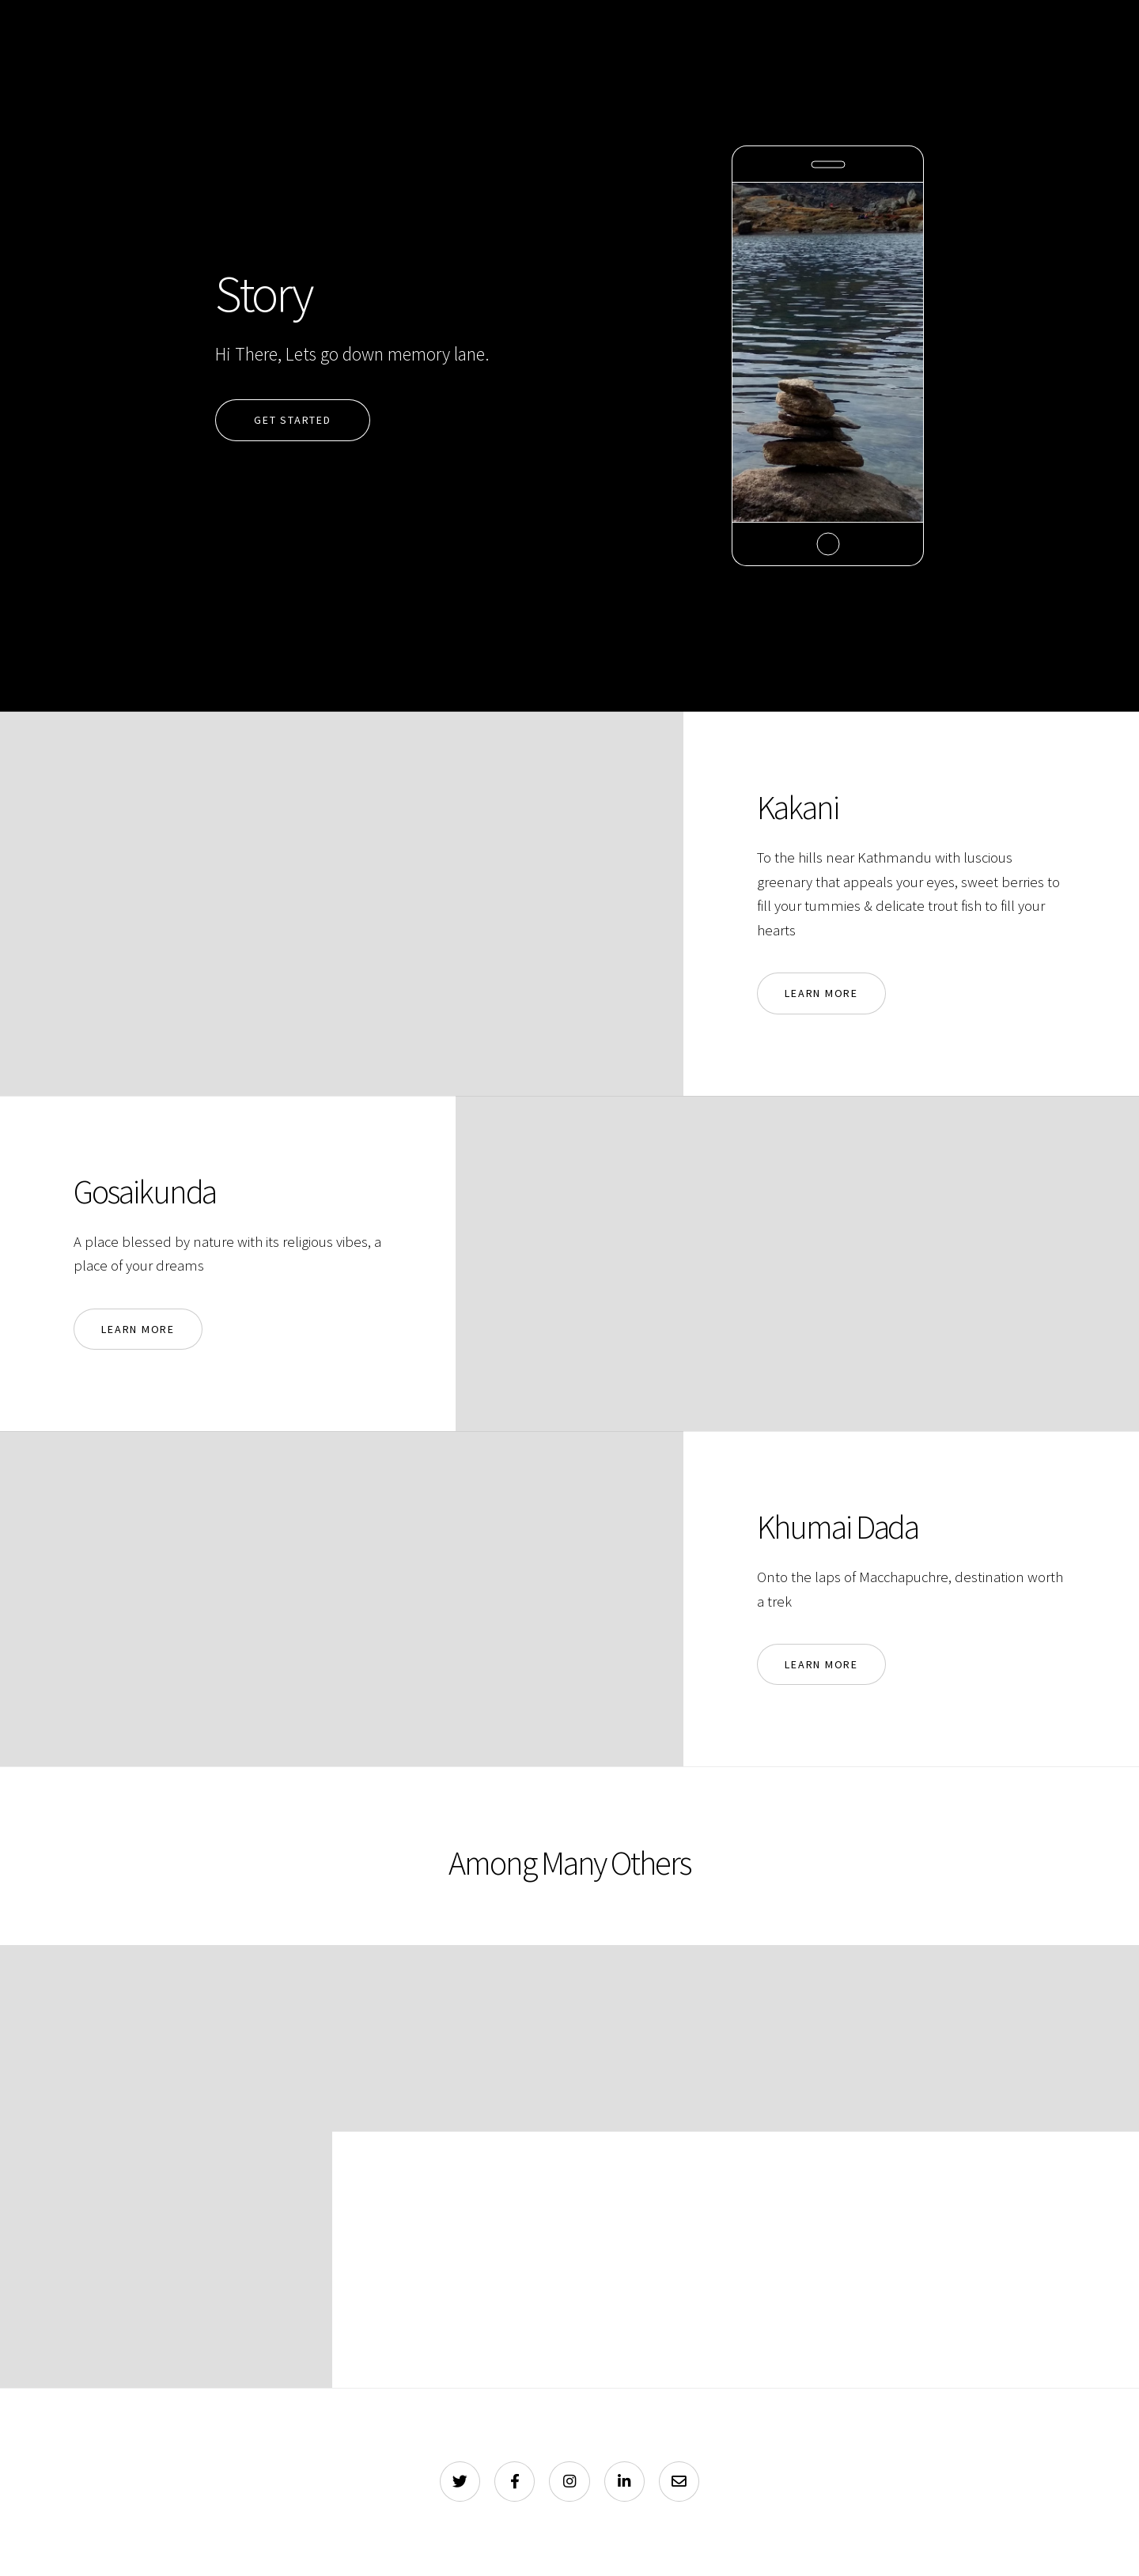 Story
Hi There, Lets go down memory lane.
GET STARTED
Kakani
To the hills near Kathmandu with luscious
greenary that appeals your eyes, sweet berries to
fill your tummies & delicate trout fish to fill your
hearts
LEARN MORE
Gosaikunda
A place blessed by nature with its religious vibes, a
place of your dreams
LEARN MORE
Khumai Dada
Onto the laps of Macchapuchre, destination worth
a trek
LEARN MORE
Among Many Others